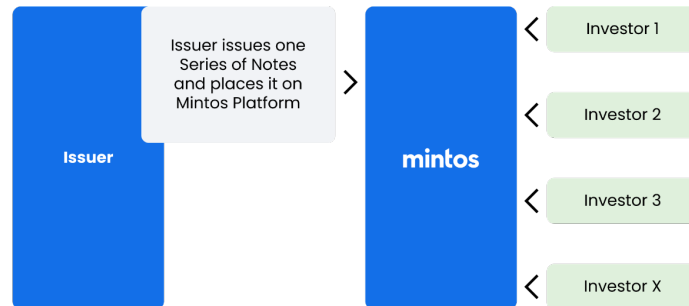 Issuer issues one
Series of Notes
and places it on
Mintos Platform
Issuer
mintos
Investor 1
Investor 2
Investor 3
Investor X